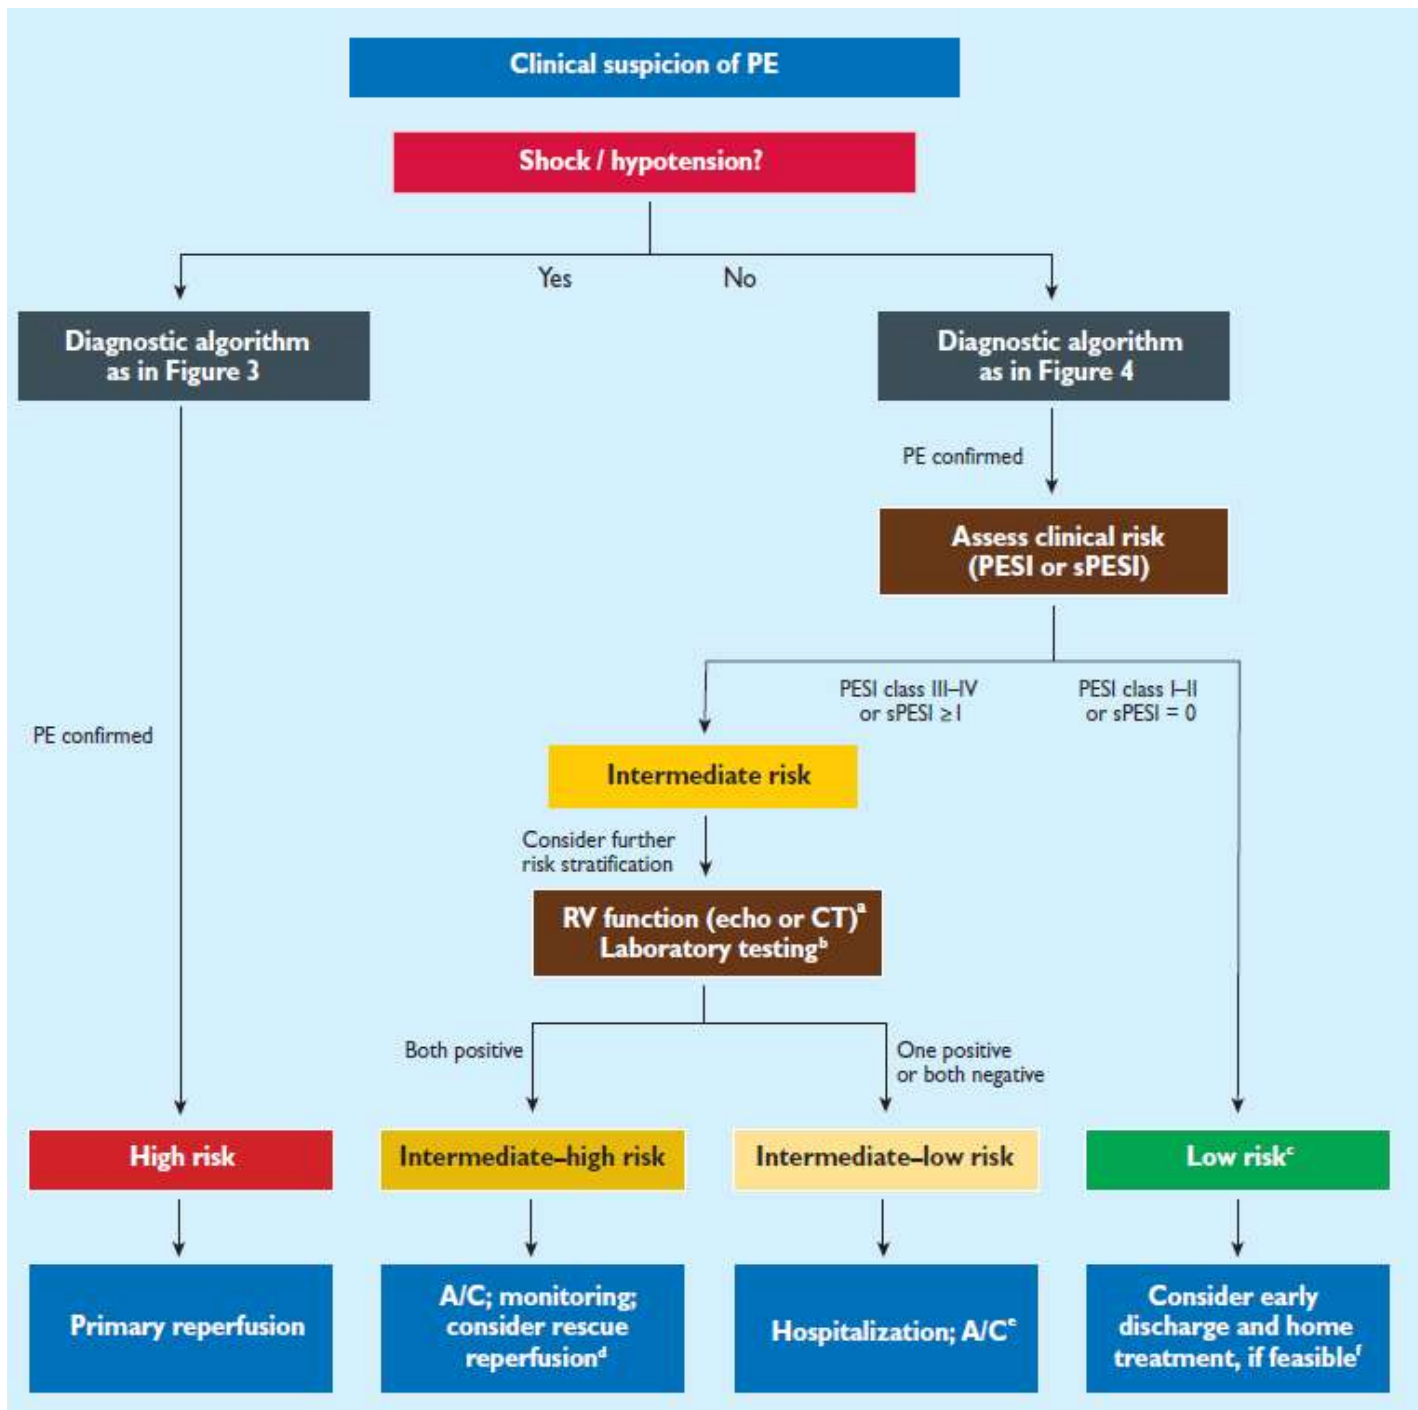 Clinical suspicion of PE
Shock / hypotension?
Yes
No
Diagnostic algorithm
as in Figure 3
Diagnostic algorithm
as in Figure 4
PE confirmed
Assess clinical risk
(PESI or sPESI)
PESI class III–IV
or sPESI ≥1
PESI class I–II
or sPESI = 0
PE confirmed
Intermediate risk
Consider further
risk stratification
RV function (echo or CT)ᵃ
Laboratory testingᵇ
Both positive
One positive
or both negative
High risk
Intermediate–high risk
Intermediate–low risk
Low riskᶜ
Primary reperfusion
A/C; monitoring;
consider rescue
reperfusionᵈ
Hospitalization; A/Cᵉ
Consider early
discharge and home
treatment, if feasibleᶠ